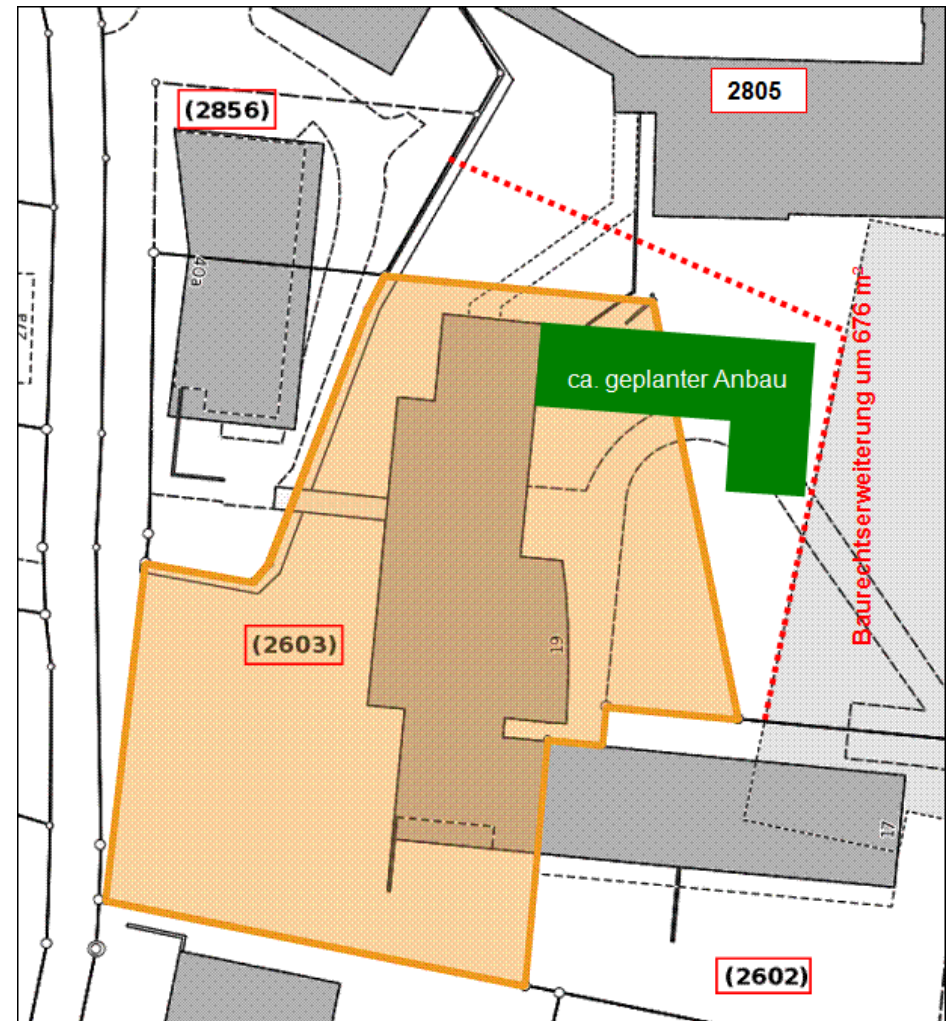 2805
(2856)
40a
Baurechtserweiterung um 676 m²
ca. geplanter Anbau
(2603)
19
17
(2602)